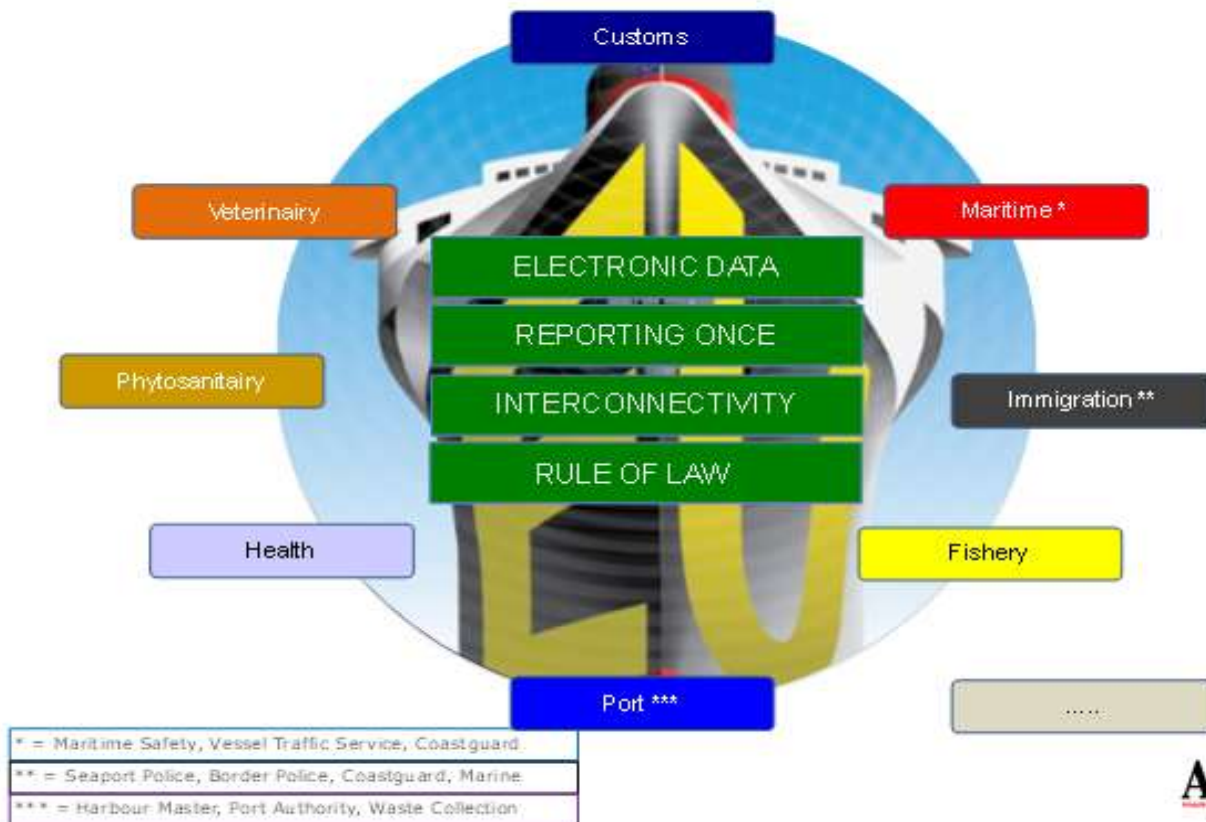 Customs
Veterinairy
Maritime *
ELECTRONIC DATA
REPORTING ONCE
Phytosanitairy
INTERCONNECTIVITY
Immigration **
RULE OF LAW
Health
Fishery
Port ***
.....
* = Maritime Safety, Vessel Traffic Service, Coastguard
** = Seaport Police, Border Police, Coastguard, Marine
*** = Harbour Master, Port Authority, Waste Collection